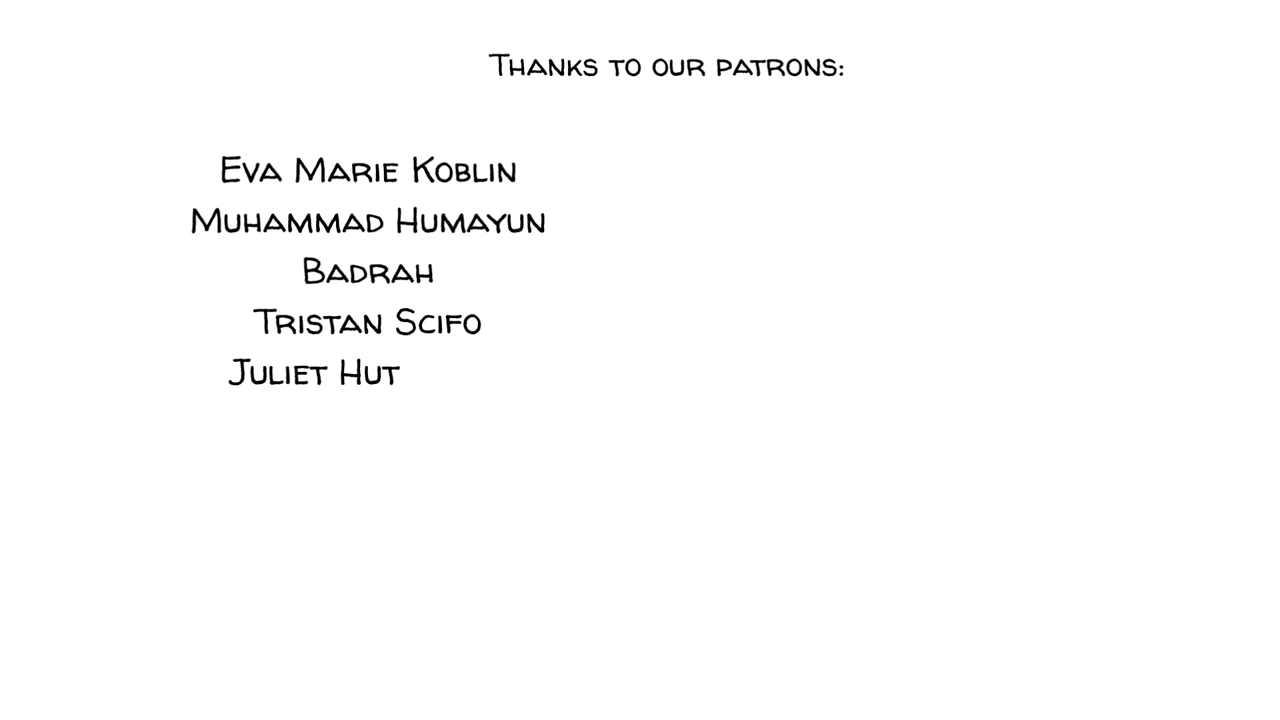 Thanks to our patrons:
Eva Marie Koblin
Muhammad Humayun
Badrah
Tristan Scifo
Juliet Hut